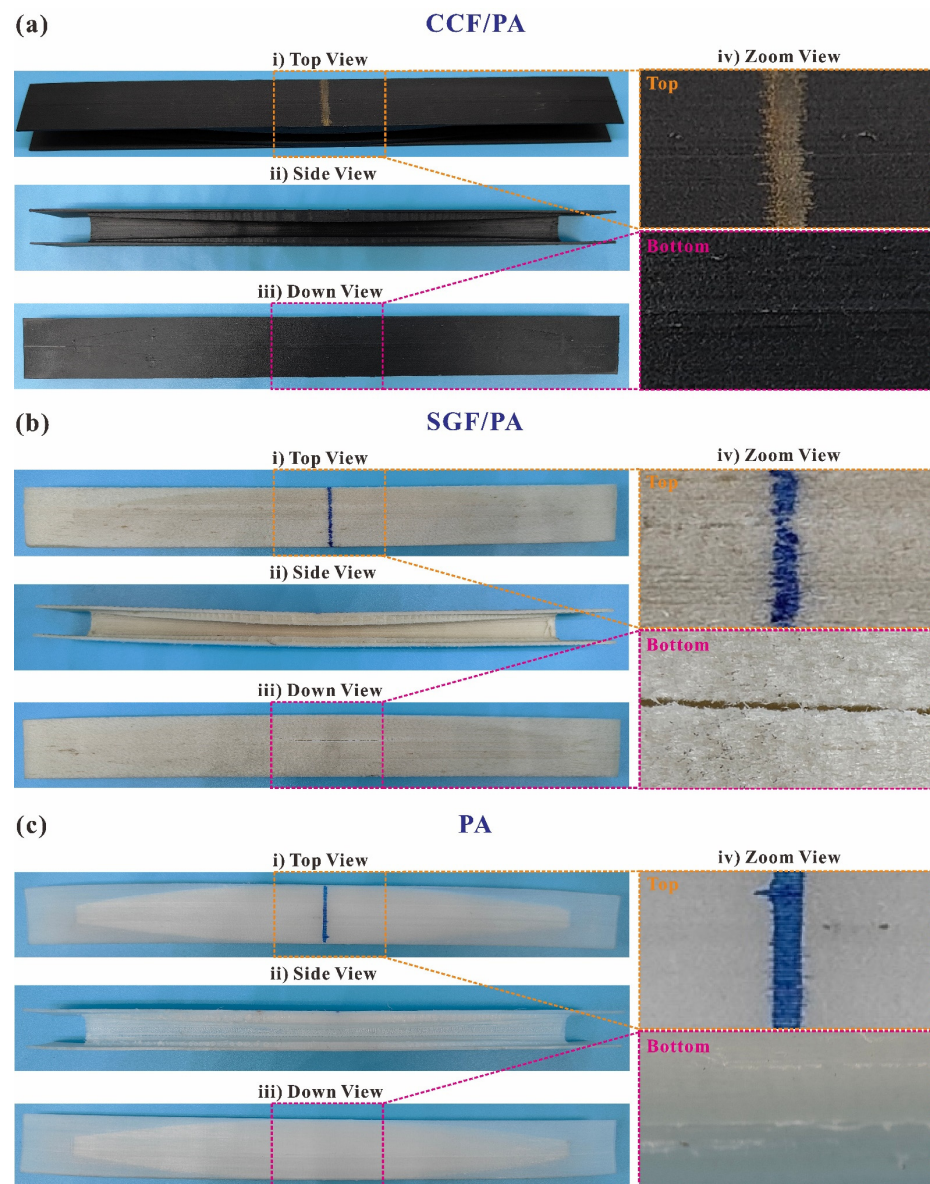 (a)
CCF/PA
i) Top View
iv) Zoom View
Top
ii) Side View
Bottom
iii) Down View
(b)
SGF/PA
i) Top View
iv) Zoom View
Top
ii) Side View
Bottom
iii) Down View
(c)
PA
i) Top View
iv) Zoom View
Top
ii) Side View
Bottom
iii) Down View